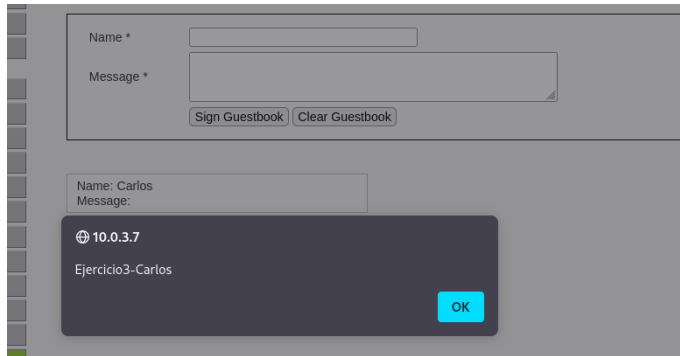 Name *
Message *
Sign Guestbook Clear Guestbook
Name: Carlos
Message:
10.0.3.7
Ejercicio3-Carlos
OK